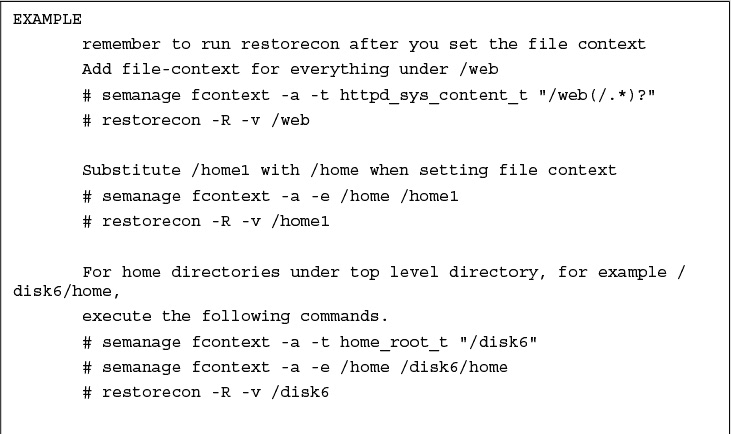 EXAMPLE
remember to run restorecon after you set the file context
Add file-context for everything under /web
# semanage fcontext -a -t httpd_sys_content_t "/web(/.*)?"
# restorecon -R -v /web
Substitute /home1 with /home when setting file context
# semanage fcontext -a -e /home /home1
# restorecon -R -v /home1
For home directories under top level directory, for example /
disk6/home,
execute the following commands.
# semanage fcontext -a -t home_root_t "/disk6"
# semanage fcontext -a -e /home /disk6/home
# restorecon -R -v /disk6